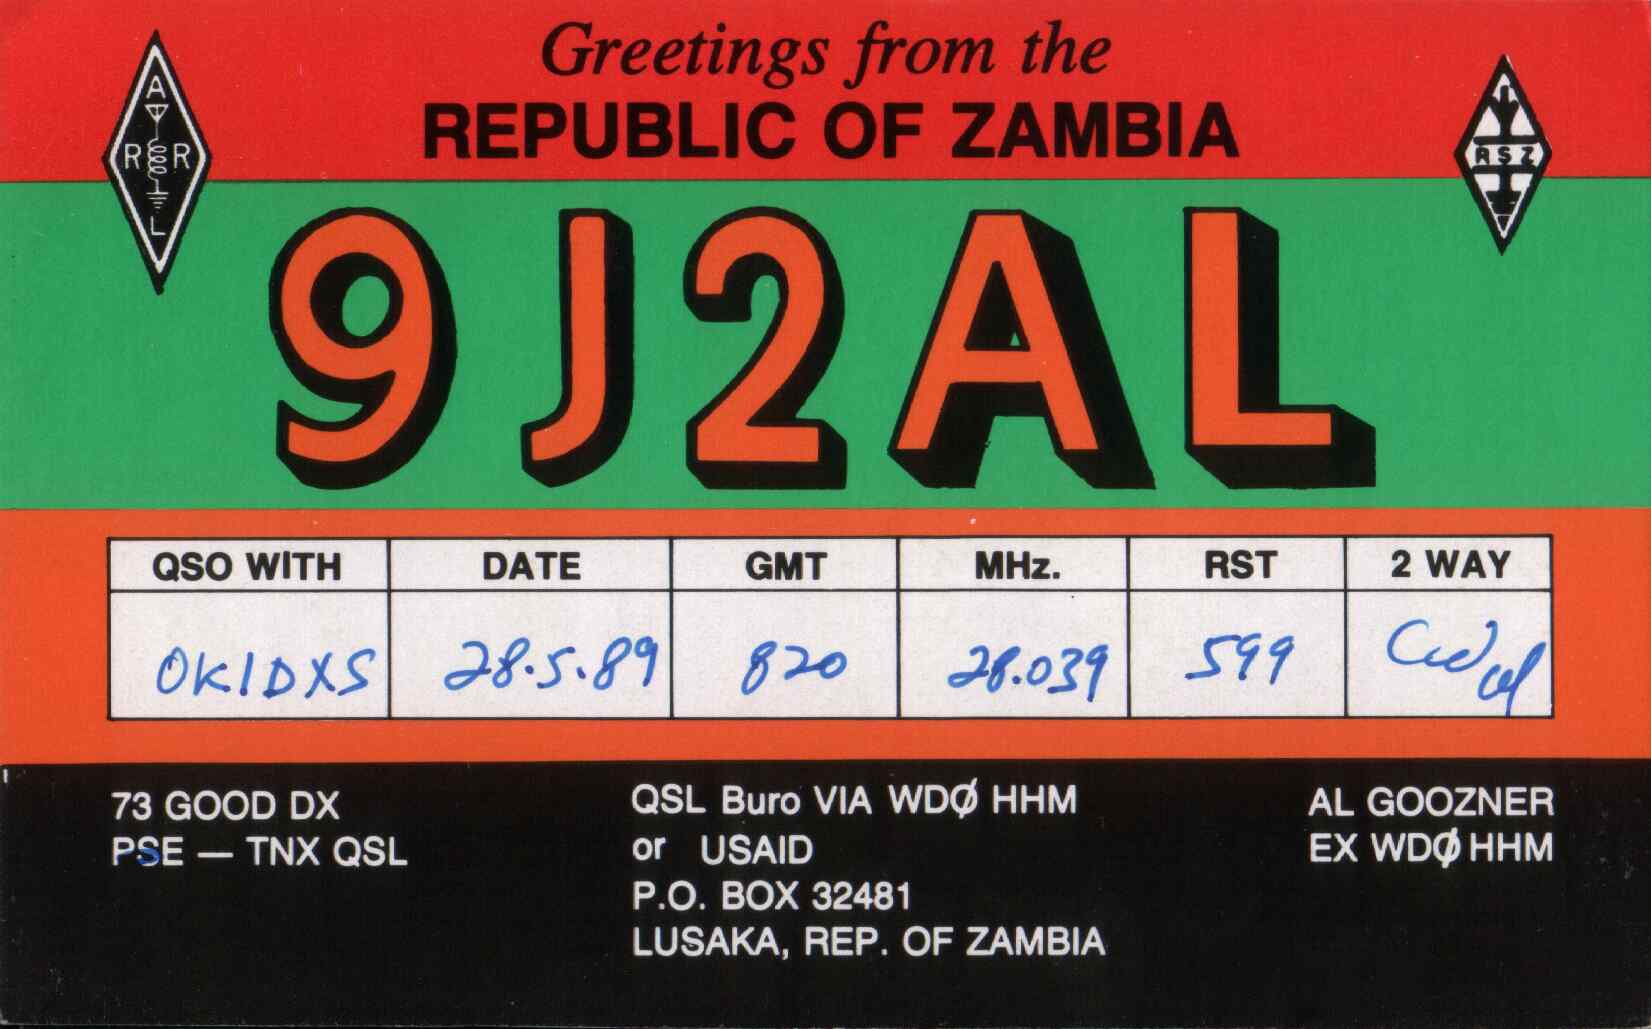 Greetings from the
REPUBLIC OF ZAMBIA
A
R R
L
RSZ
9J2AL
QSO WITH DATE GMT MHz. RST 2 WAY
OK1DXS 28.5.89 820 28.039 599 CW
73 GOOD DX
PSE — TNX QSL
QSL Buro VIA WDØ HHM
or USAID
P.O. BOX 32481
LUSAKA, REP. OF ZAMBIA
AL GOOZNER
EX WDØ HHM